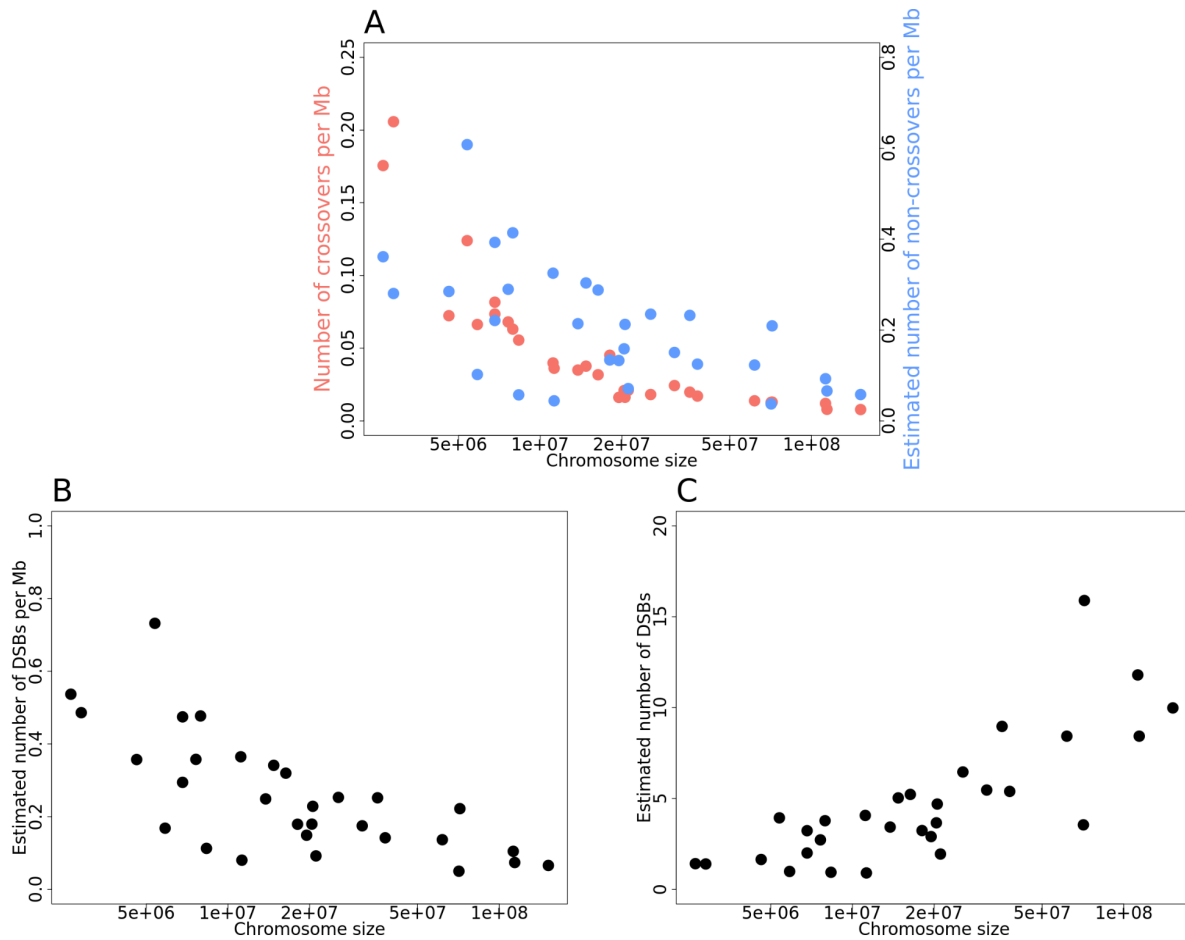 A
Number of crossovers per Mb
0.00 0.05 0.10 0.15 0.20 0.25
Estimated number of non-crossovers per Mb
0.0 0.2 0.4 0.6 0.8
5e+06 1e+07 2e+07 5e+07 1e+08
Chromosome size
B
Estimated number of DSBs per Mb
0.0 0.2 0.4 0.6 0.8 1.0
5e+06 1e+07 2e+07 5e+07 1e+08
Chromosome size
C
Estimated number of DSBs
0 5 10 15 20
5e+06 1e+07 2e+07 5e+07 1e+08
Chromosome size